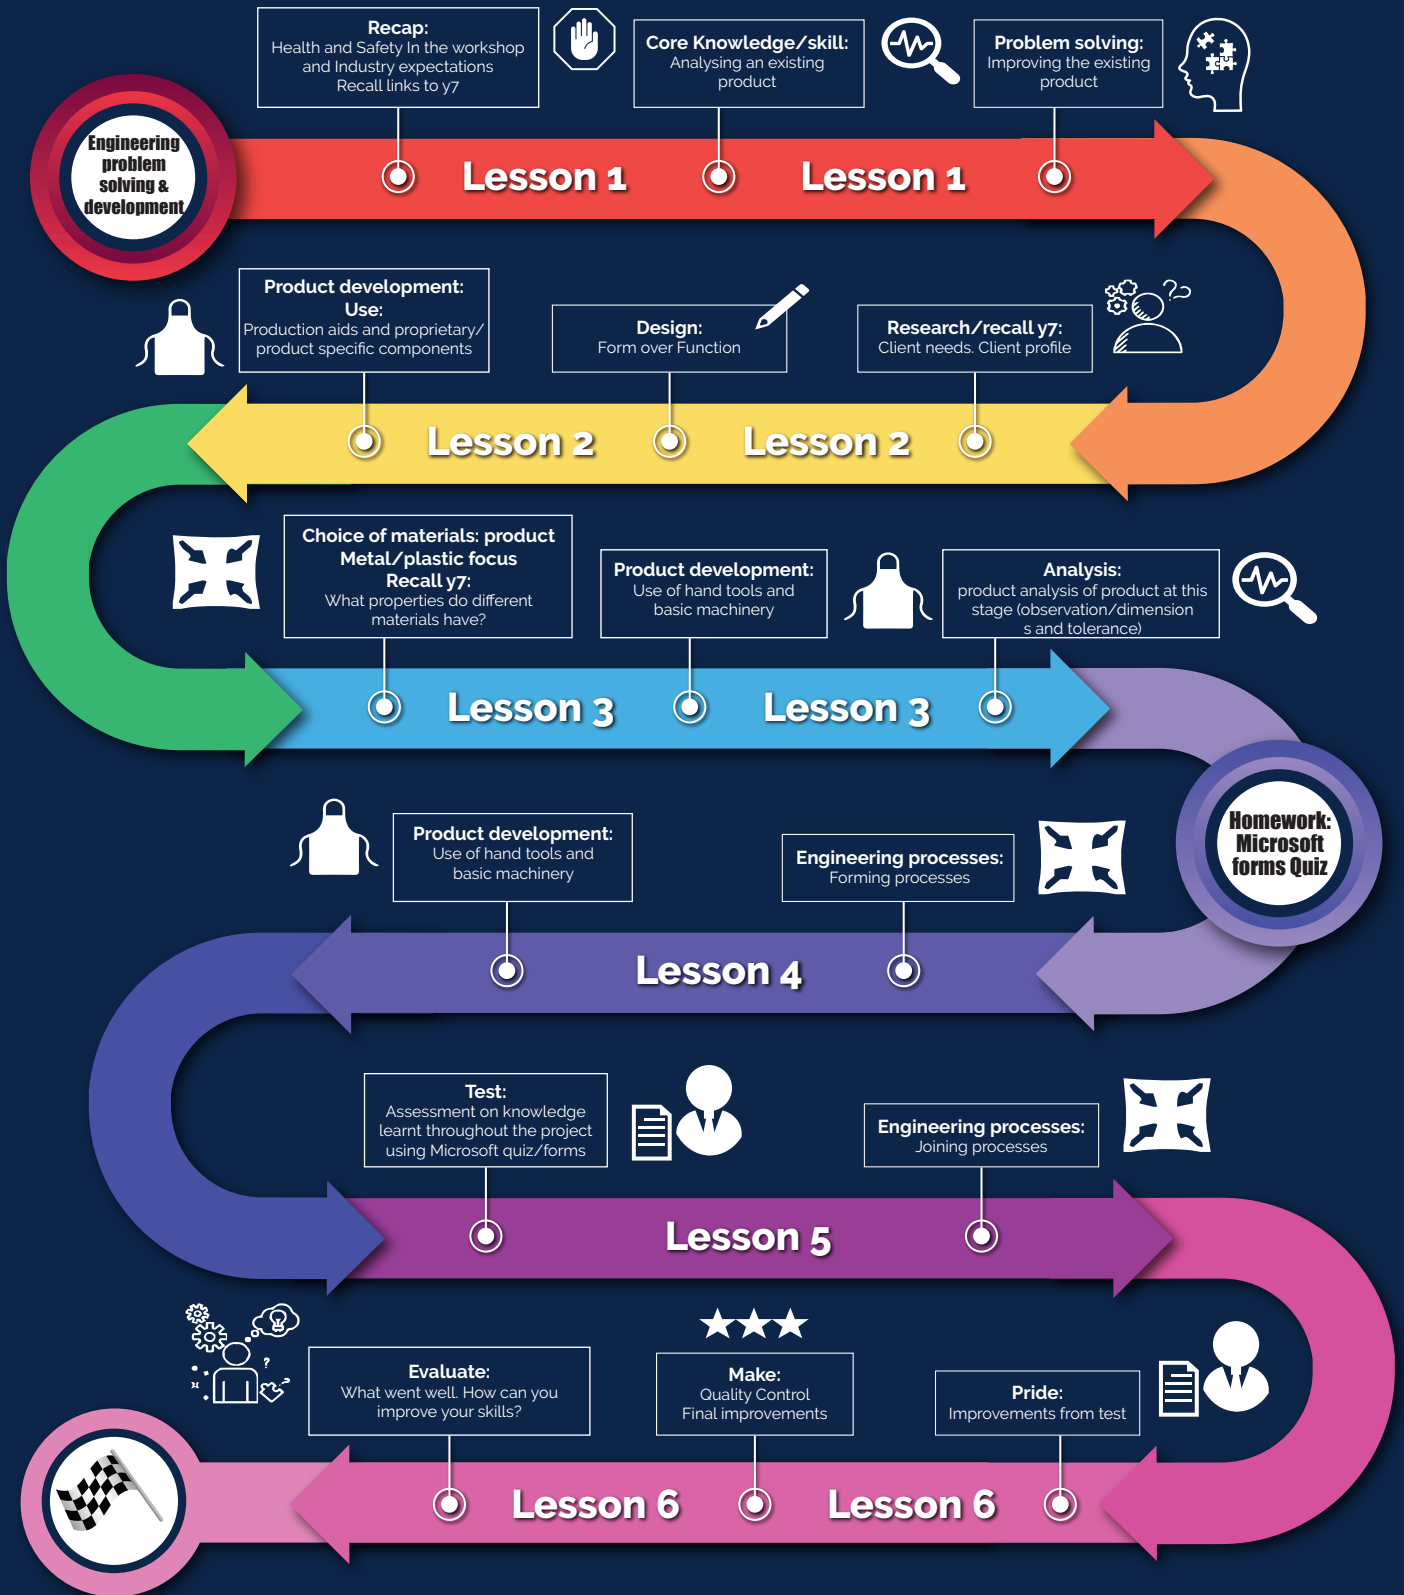 Engineering
problem
solving &
development
Recap:
Health and Safety In the workshop
and Industry expectations
Recall links to y7
Core Knowledge/skill:
Analysing an existing
product
Problem solving:
Improving the existing
product
Lesson 1
Lesson 1
Research/recall y7:
Client needs. Client profile
Design:
Form over Function
Product development:
Use:
Production aids and proprietary/
product specific components
Lesson 2
Lesson 2
Choice of materials: product
Metal/plastic focus
Recall y7:
What properties do different
materials have?
Product development:
Use of hand tools and
basic machinery
Analysis:
product analysis of product at this
stage (observation/dimension
s and tolerance)
Lesson 3
Lesson 3
Homework:
Microsoft
forms Quiz
Engineering processes:
Forming processes
Product development:
Use of hand tools and
basic machinery
Lesson 4
Test:
Assessment on knowledge
learnt throughout the project
using Microsoft quiz/forms
Engineering processes:
Joining processes
Lesson 5
Pride:
Improvements from test
Make:
Quality Control
Final improvements
Evaluate:
What went well. How can you
improve your skills?
Lesson 6
Lesson 6